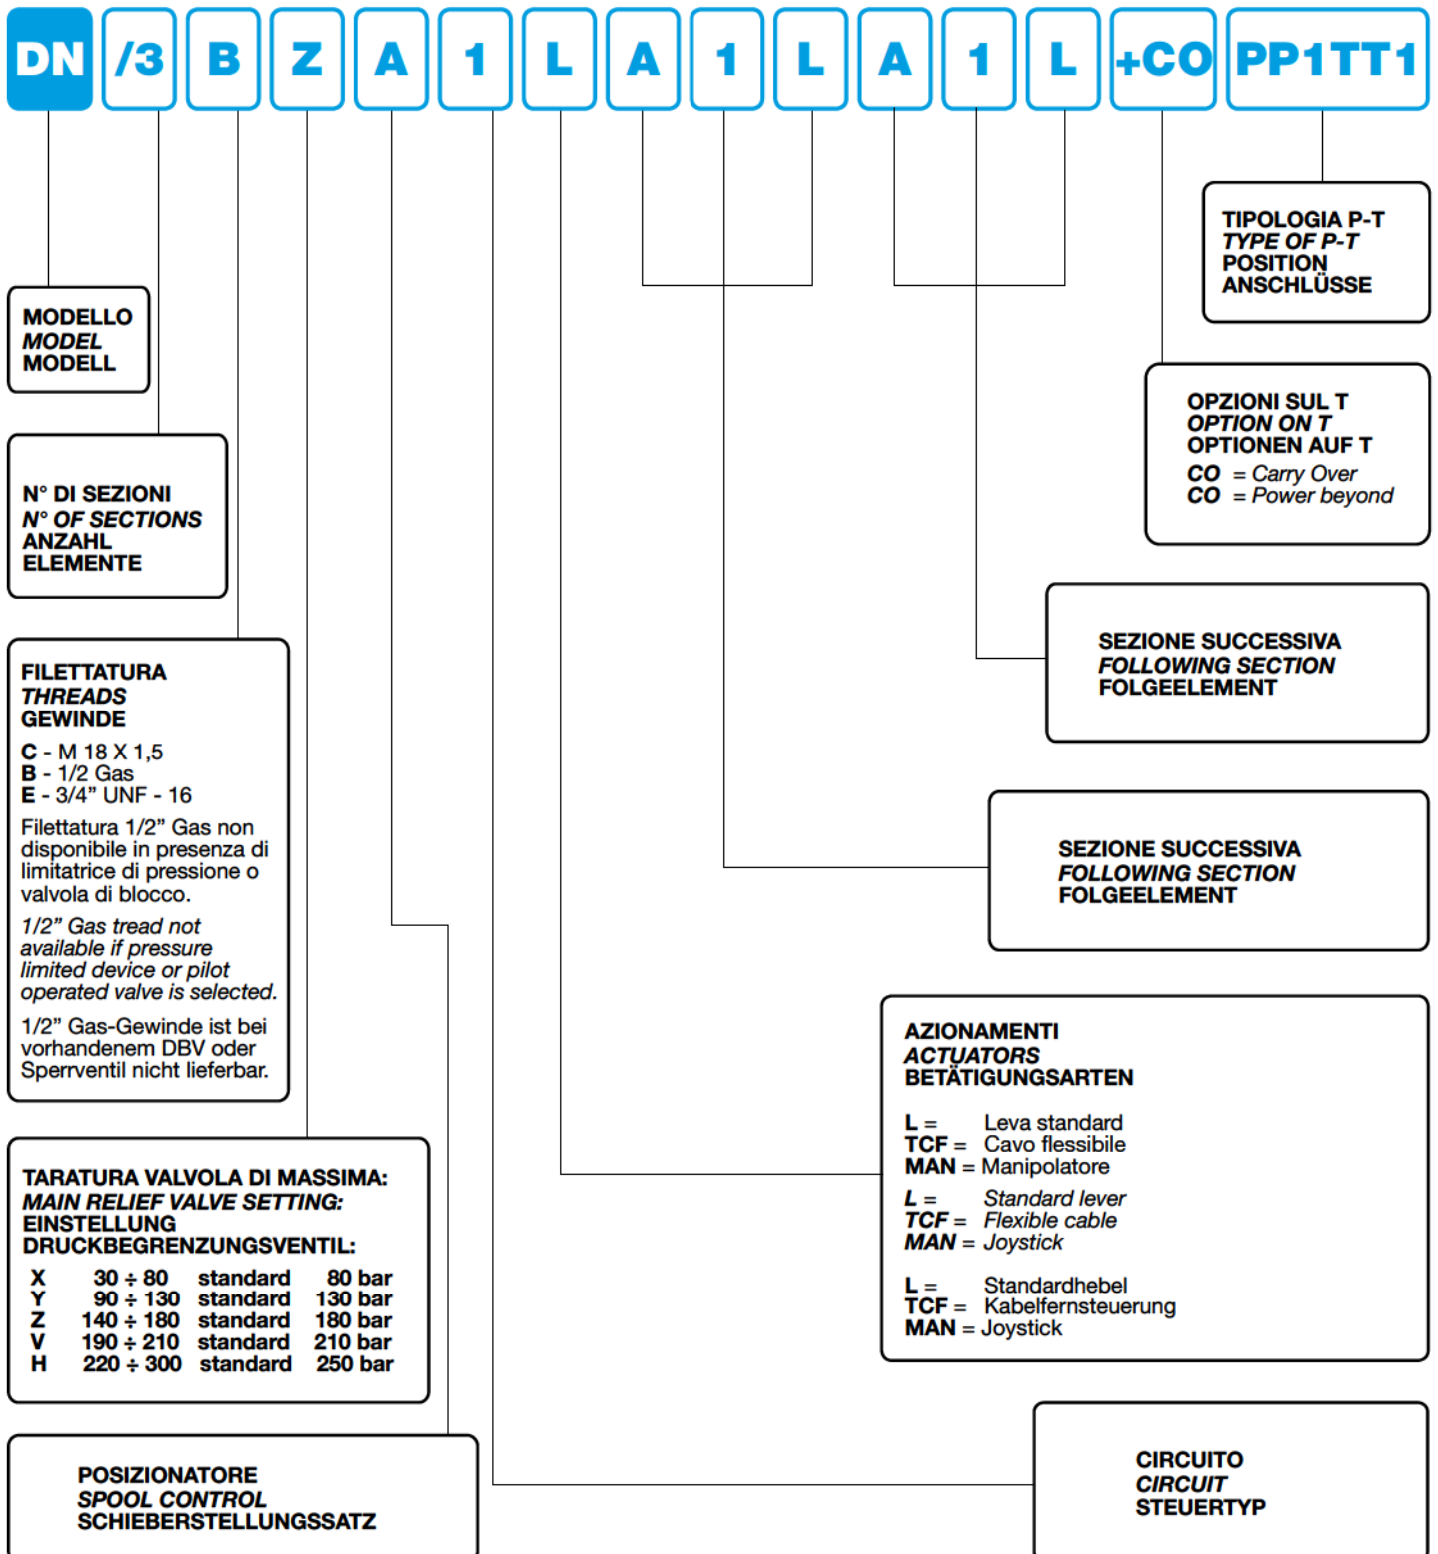 DN /3 B Z A 1 L A 1 L A 1 L +CO PP1TT1
TIPOLOGIA P-T
TYPE OF P-T
POSITION
ANSCHLÜSSE
MODELLO
MODEL
MODELL
OPZIONI SUL T
OPTION ON T
OPTIONEN AUF T
CO = Carry Over
CO = Power beyond
N° DI SEZIONI
N° OF SECTIONS
ANZAHL
ELEMENTE
SEZIONE SUCCESSIVA
FOLLOWING SECTION
FOLGEELEMENT
FILETTATURA
THREADS
GEWINDE
C - M 18 X 1,5
B - 1/2 Gas
E - 3/4” UNF - 16
Filettatura 1/2” Gas non
disponibile in presenza di
limitatrice di pressione o
valvola di blocco.
1/2” Gas tread not
available if pressure
limited device or pilot
operated valve is selected.
1/2” Gas-Gewinde ist bei
vorhandenem DBV oder
Sperrventil nicht lieferbar.
SEZIONE SUCCESSIVA
FOLLOWING SECTION
FOLGEELEMENT
AZIONAMENTI
ACTUATORS
BETÄTIGUNGSARTEN
L = Leva standard
TCF = Cavo flessibile
MAN = Manipolatore
L = Standard lever
TCF = Flexible cable
MAN = Joystick
L = Standardhebel
TCF = Kabelfernsteuerung
MAN = Joystick
TARATURA VALVOLA DI MASSIMA:
MAIN RELIEF VALVE SETTING:
EINSTELLUNG
DRUCKBEGRENZUNGSVENTIL:
X 30 ÷ 80 standard 80 bar
Y 90 ÷ 130 standard 130 bar
Z 140 ÷ 180 standard 180 bar
V 190 ÷ 210 standard 210 bar
H 220 ÷ 300 standard 250 bar
POSIZIONATORE
SPOOL CONTROL
SCHIEBERSTELLUNGSSATZ
CIRCUITO
CIRCUIT
STEUERTYP